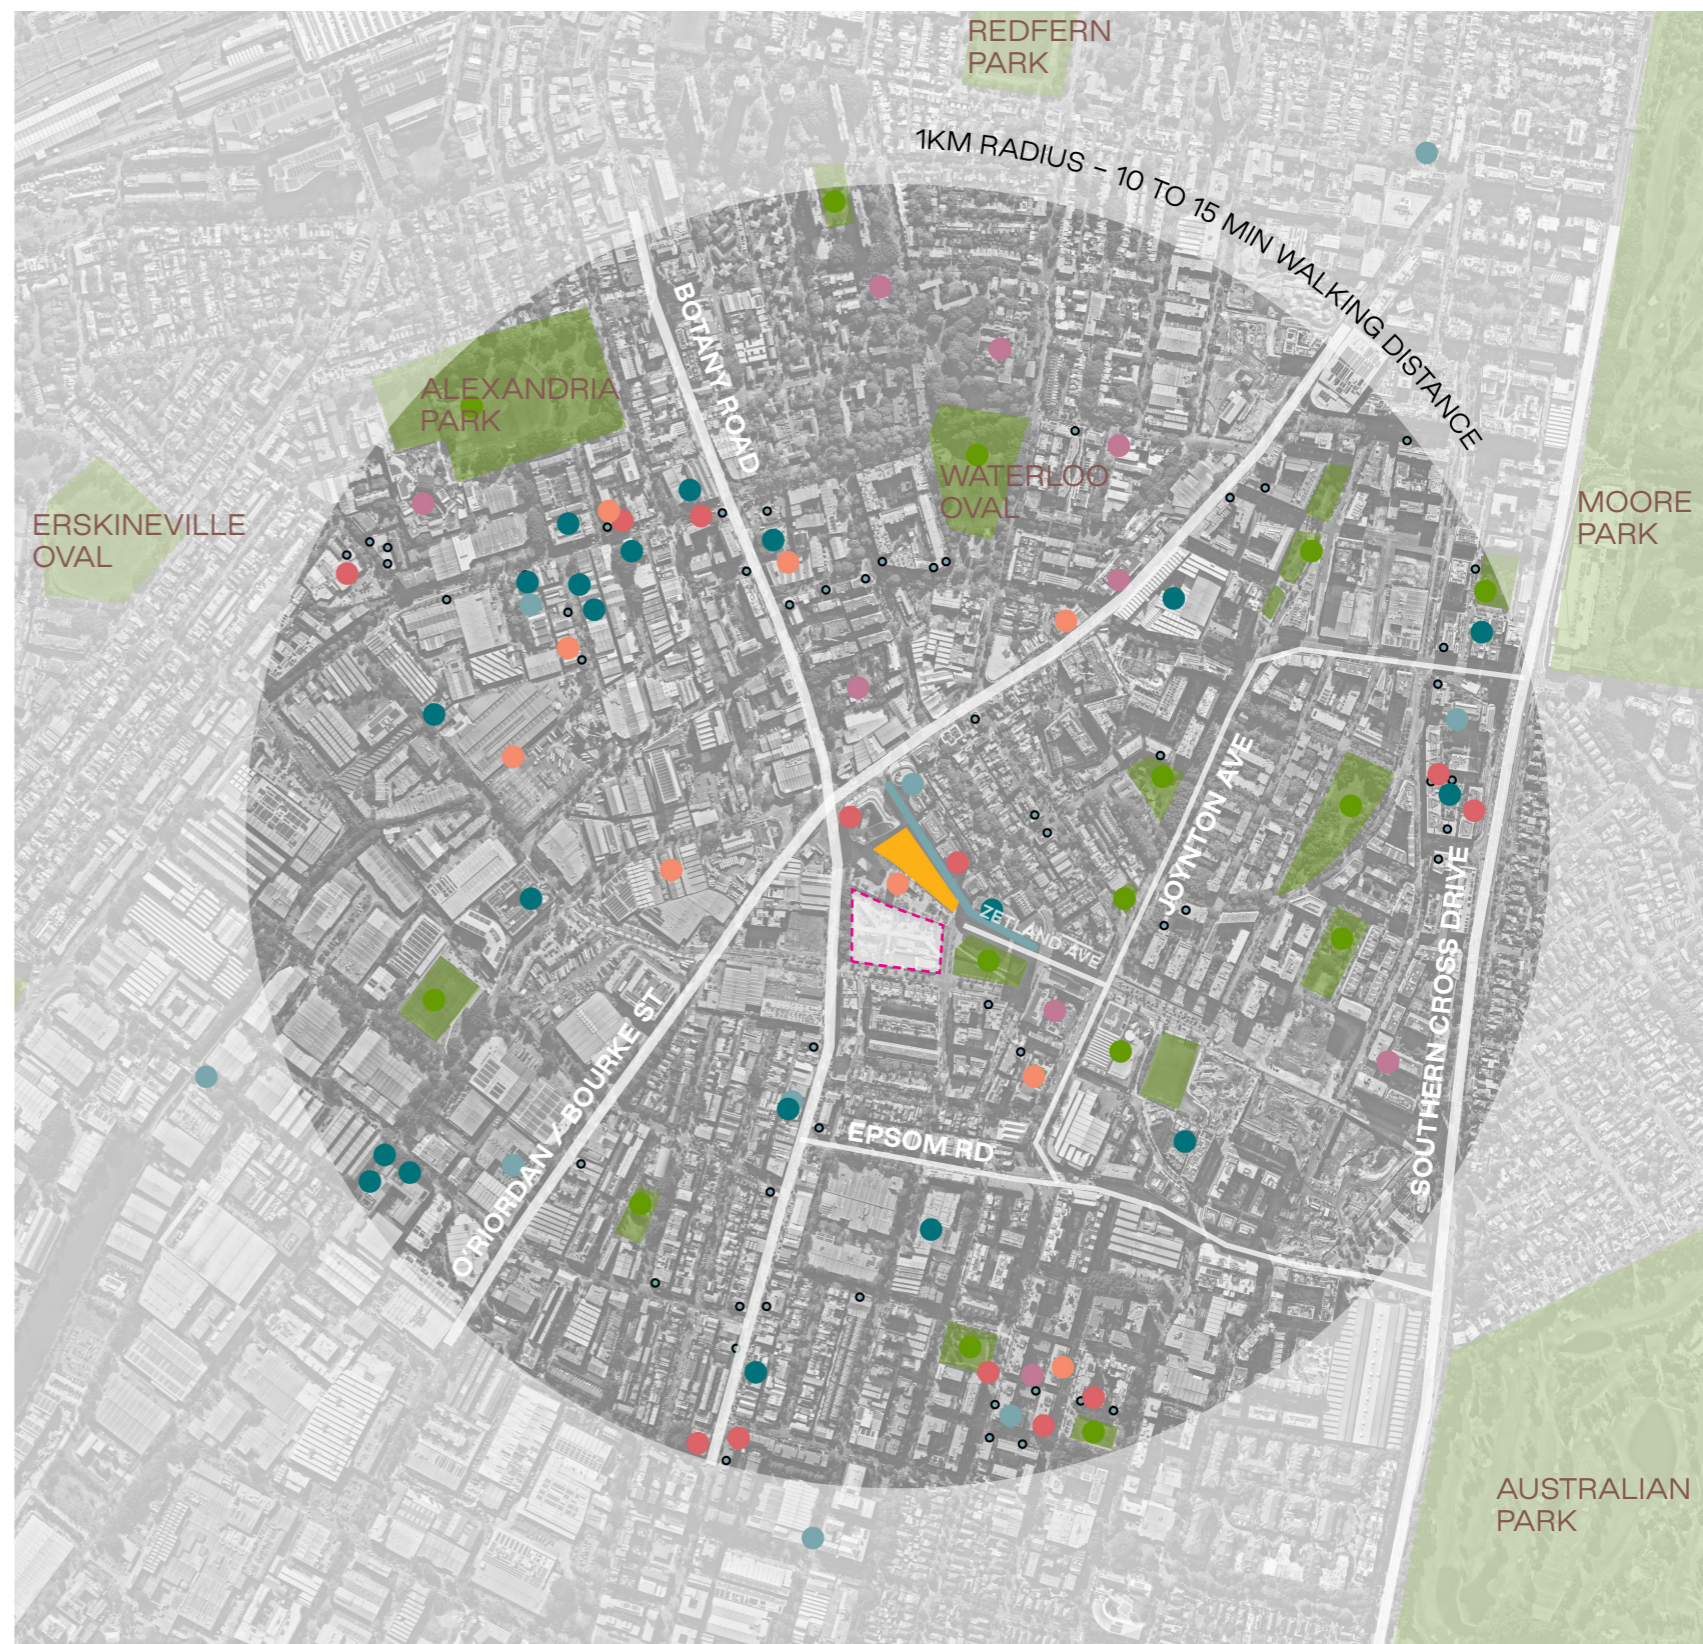 REDFERN
PARK
1KM RADIUS – 10 TO 15 MIN WALKING DISTANCE
BOTANY ROAD
ALEXANDRIA
PARK
WATERLOO
OVAL
ERSKINEVILLE
OVAL
MOORE
PARK
JOYNTON AVE
ZETLAND AVE
SOUTHERN CROSS DRIVE
O'RIORDAN / BOURKE ST
EPSOM RD
AUSTRALIAN
PARK